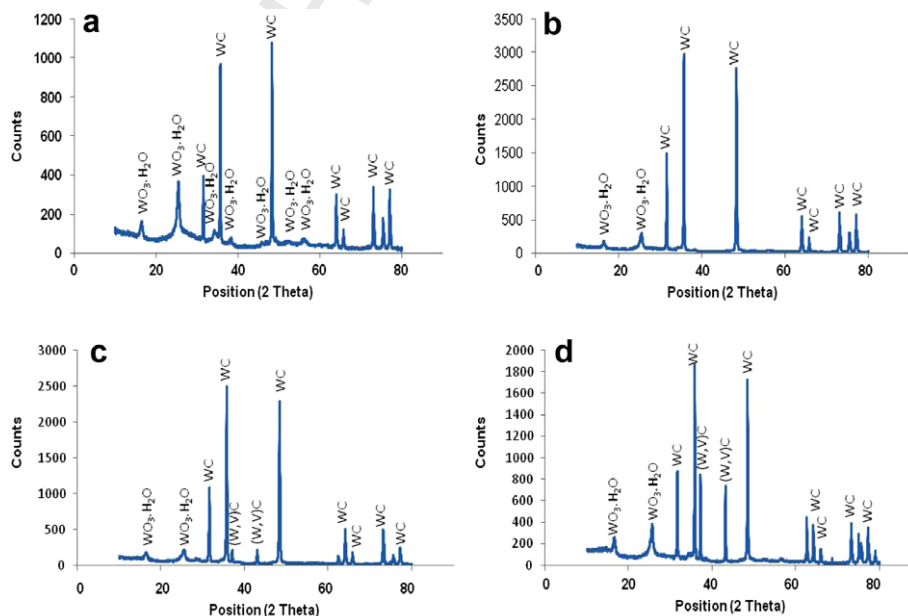 a
1200
1000
800
600
400
200
0
Counts
WO₃.H₂O
WO₃.H₂O
WC
WO₃.H₂O
WC
WO₃.H₂O
WO₃.H₂O
WC
WO₃.H₂O
WO₃.H₂O
WC
WC
WC
WC
0 20 40 60 80
Position (2 Theta)
b
3500
3000
2500
2000
1500
1000
500
0
Counts
WO₃.H₂O
WO₃.H₂O
WC
WC
WC
WC
WC
WC
WC
0 20 40 60 80
Position (2 Theta)
c
3000
2500
2000
1500
1000
500
0
Counts
WO₃.H₂O
WO₃.H₂O
WC
WC
(W,V)C
(W,V)C
WC
WC
WC
WC
WC
0 20 40 60 80
Position (2 Theta)
d
2000
1800
1600
1400
1200
1000
800
600
400
200
0
Counts
WO₃.H₂O
WO₃.H₂O
WC
WC
(W,V)C
(W,V)C
WC
WC
WC
WC
WC
0 20 40 60 80
Position (2 Theta)